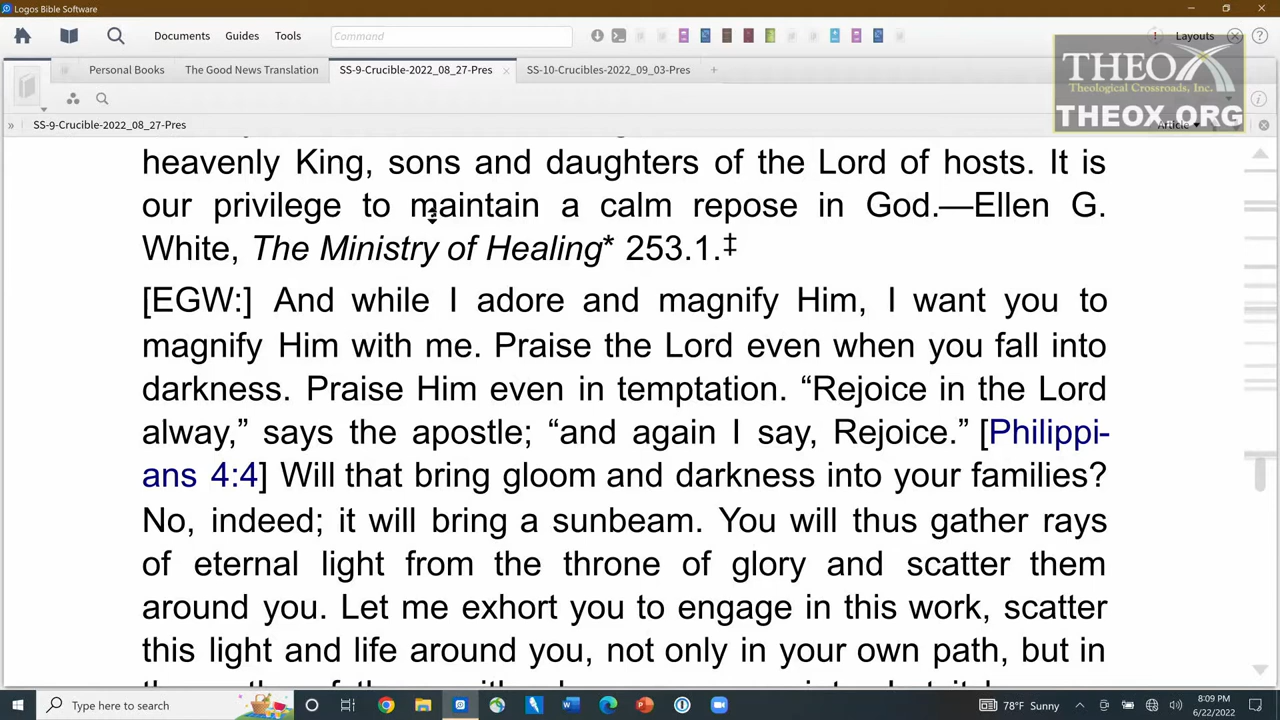 Logos Bible Software
Documents Guides Tools Command Layouts
THEOX
Theological Crossroads, Inc.
THEOX.ORG
Personal Books The Good News Translation SS-9-Crucible-2022_08_27-Pres SS-10-Crucibles-2022_09_03-Pres
SS-9-Crucible-2022_08_27-Pres Article
heavenly King, sons and daughters of the Lord of hosts. It is
our privilege to maintain a calm repose in God.—Ellen G.
White, The Ministry of Healing* 253.1.‡
[EGW:] And while I adore and magnify Him, I want you to
magnify Him with me. Praise the Lord even when you fall into
darkness. Praise Him even in temptation. “Rejoice in the Lord
alway,” says the apostle; “and again I say, Rejoice.” [Philippi-
ans 4:4] Will that bring gloom and darkness into your families?
No, indeed; it will bring a sunbeam. You will thus gather rays
of eternal light from the throne of glory and scatter them
around you. Let me exhort you to engage in this work, scatter
this light and life around you, not only in your own path, but in
Type here to search
78°F Sunny
8:09 PM
6/22/2022